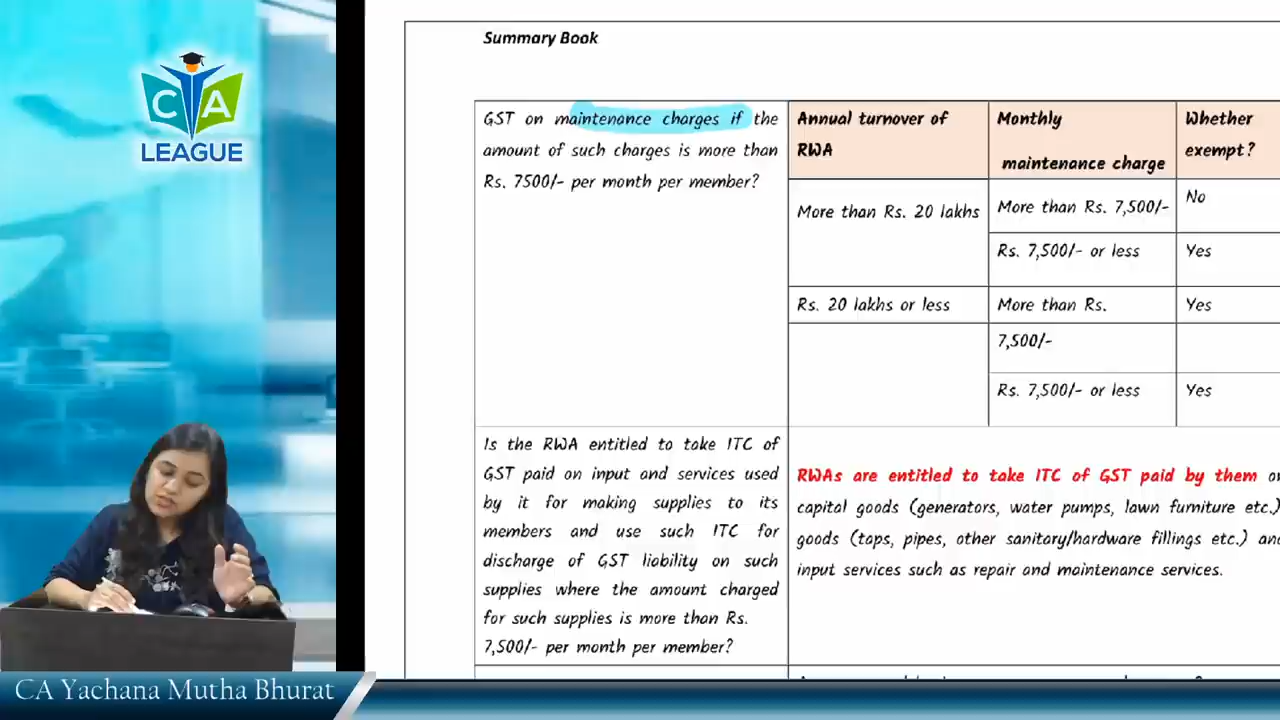 CA
LEAGUE
Summary Book
GST on maintenance charges if the
amount of such charges is more than
Rs. 7500/- per month per member?
Annual turnover of
RWA
Monthly
maintenance charge
Whether
exempt?
More than Rs. 20 lakhs
More than Rs. 7,500/-
No
Rs. 7,500/- or less
Yes
Rs. 20 lakhs or less
More than Rs.
Yes
7,500/-
Rs. 7,500/- or less
Yes
Is the RWA entitled to take ITC of
GST paid on input and services used
by it for making supplies to its
members and use such ITC for
discharge of GST liability on such
supplies where the amount charged
for such supplies is more than Rs.
7,500/- per month per member?
RWAs are entitled to take ITC of GST paid by them
capital goods (generators, water pumps, lawn furniture etc.)
goods (taps, pipes, other sanitary/hardware fillings etc.)
input services such as repair and maintenance services.
CA Yachana Mutha Bhurat